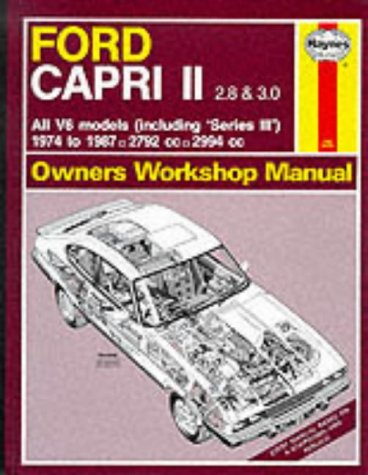 FORD
Haynes
CAPRI II 2.8 & 3.0
All V6 models (including 'Series III')
1974 to 1987 □ 2792 cc □ 2994 cc
Owners Workshop Manual